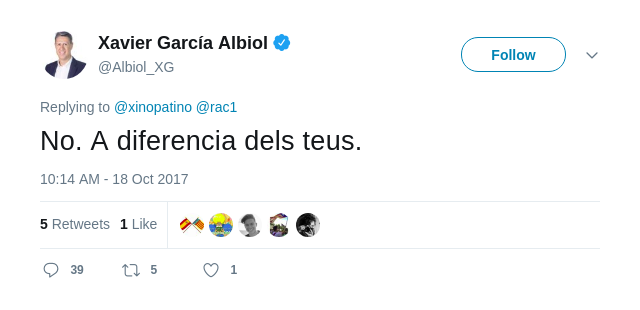 Xavier García Albiol
@Albiol_XG
Follow
Replying to @xinopatino @rac1
No. A diferencia dels teus.
10:14 AM - 18 Oct 2017
5 Retweets 1 Like
39 5 1